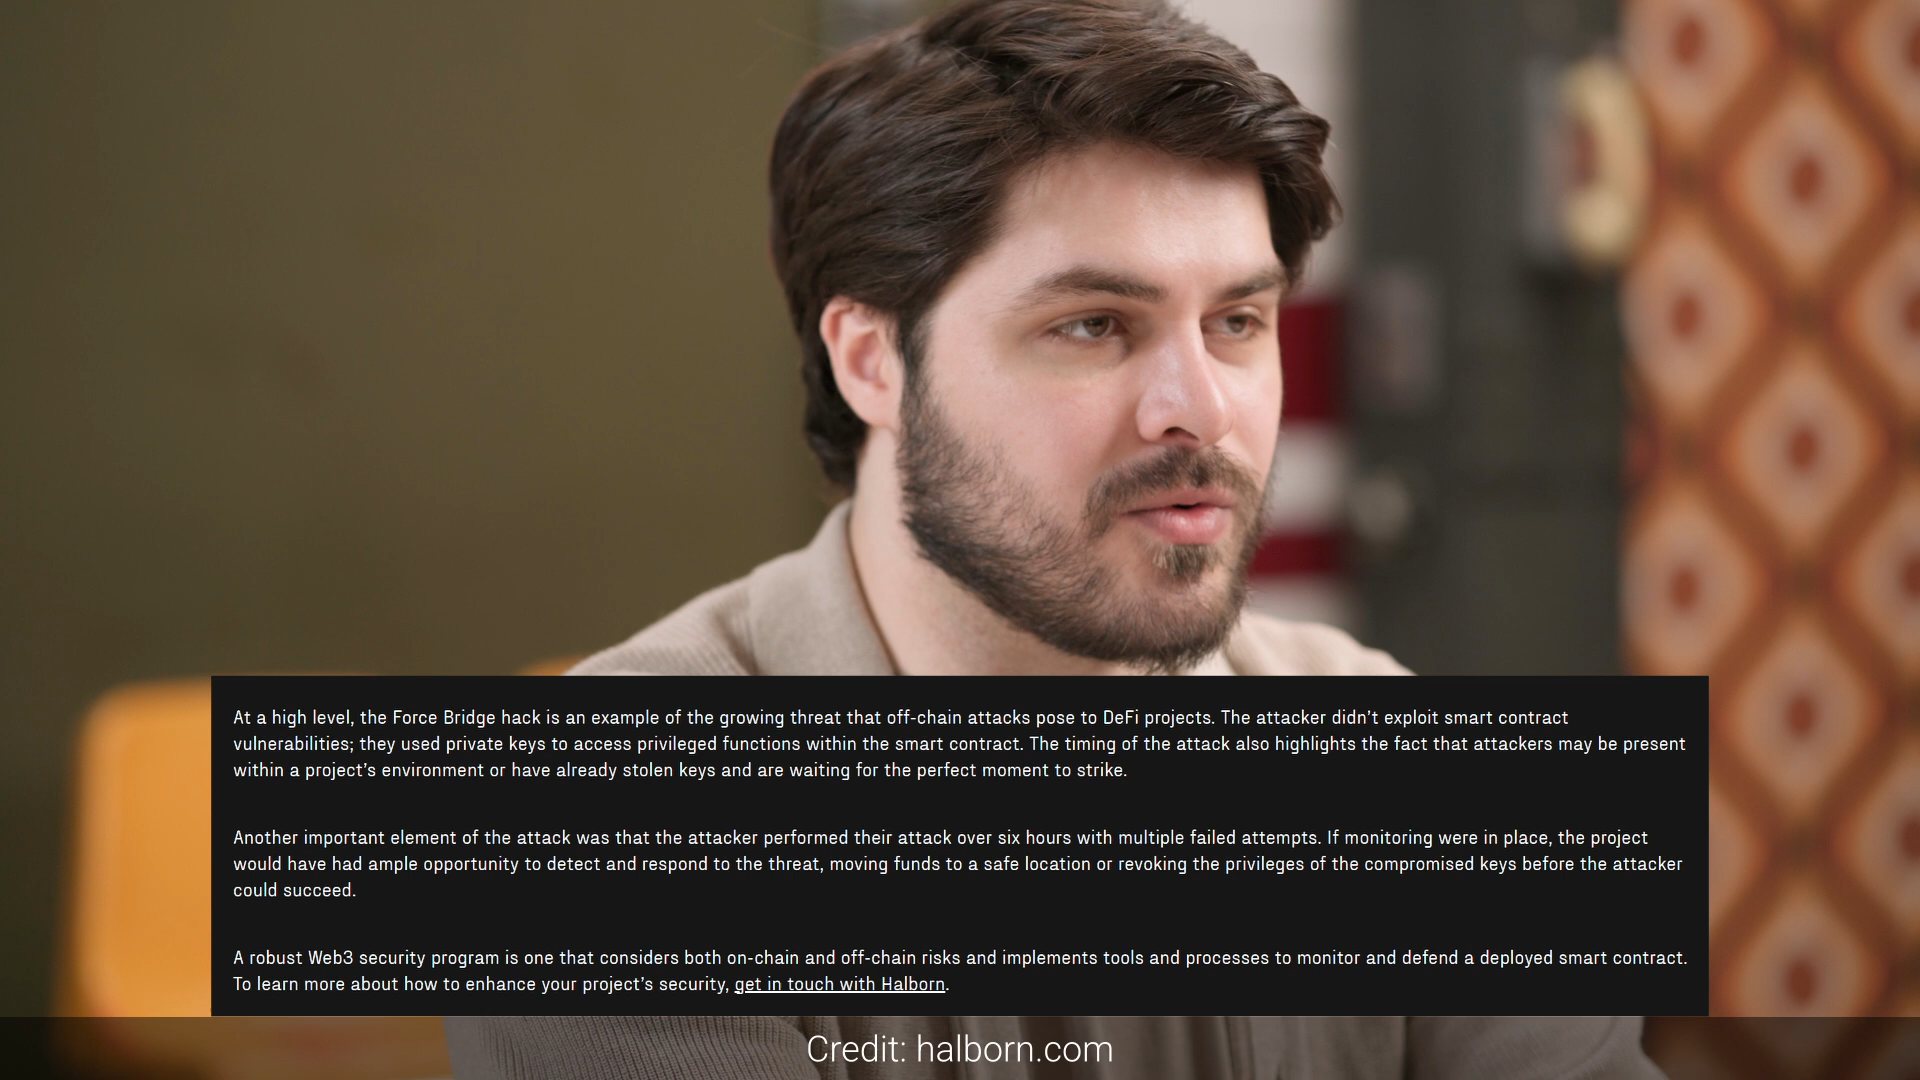 At a high level, the Force Bridge hack is an example of the growing threat that off-chain attacks pose to DeFi projects. The attacker didn't exploit smart contract
vulnerabilities; they used private keys to access privileged functions within the smart contract. The timing of the attack also highlights the fact that attackers may be present
within a project's environment or have already stolen keys and are waiting for the perfect moment to strike.
Another important element of the attack was that the attacker performed their attack over six hours with multiple failed attempts. If monitoring were in place, the project
would have had ample opportunity to detect and respond to the threat, moving funds to a safe location or revoking the privileges of the compromised keys before the attacker
could succeed.
A robust Web3 security program is one that considers both on-chain and off-chain risks and implements tools and processes to monitor and defend a deployed smart contract.
To learn more about how to enhance your project's security, get in touch with Halborn.
Credit: halborn.com